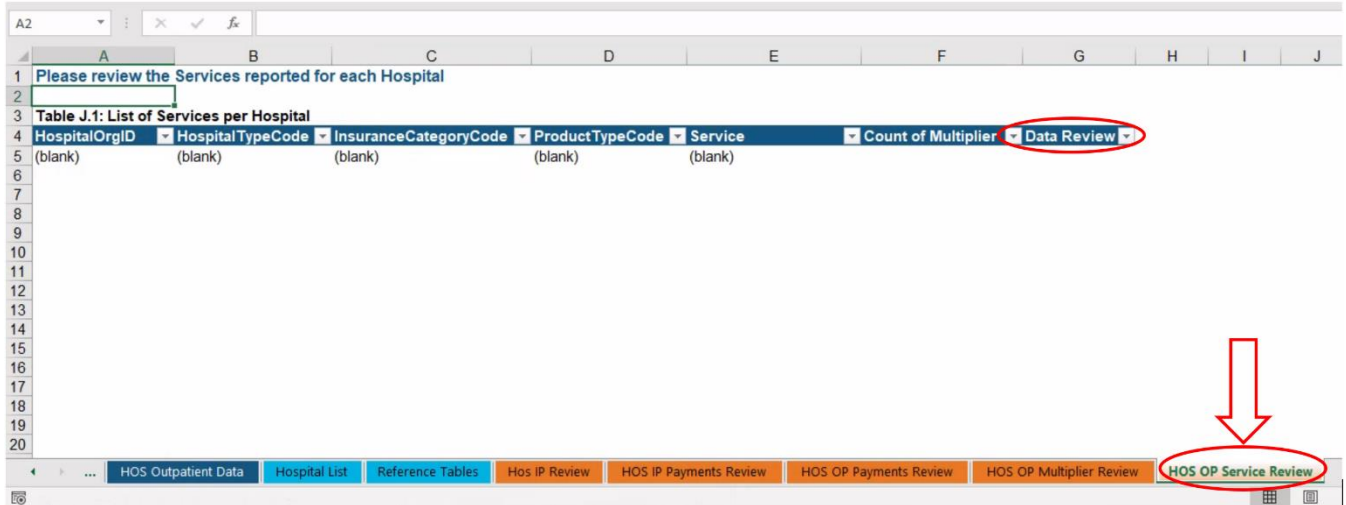 A2 fx
A B C D E F G H I J
1 Please review the Services reported for each Hospital
2
3 Table J.1: List of Services per Hospital
4 HospitalOrgID HospitalTypeCode InsuranceCategoryCode ProductTypeCode Service Count of Multiplier Data Review
5 (blank) (blank) (blank) (blank) (blank)
6
7
8
9
10
11
12
13
14
15
16
17
18
19
20
... HOS Outpatient Data Hospital List Reference Tables Hos IP Review HOS IP Payments Review HOS OP Payments Review HOS OP Multiplier Review HOS OP Service Review